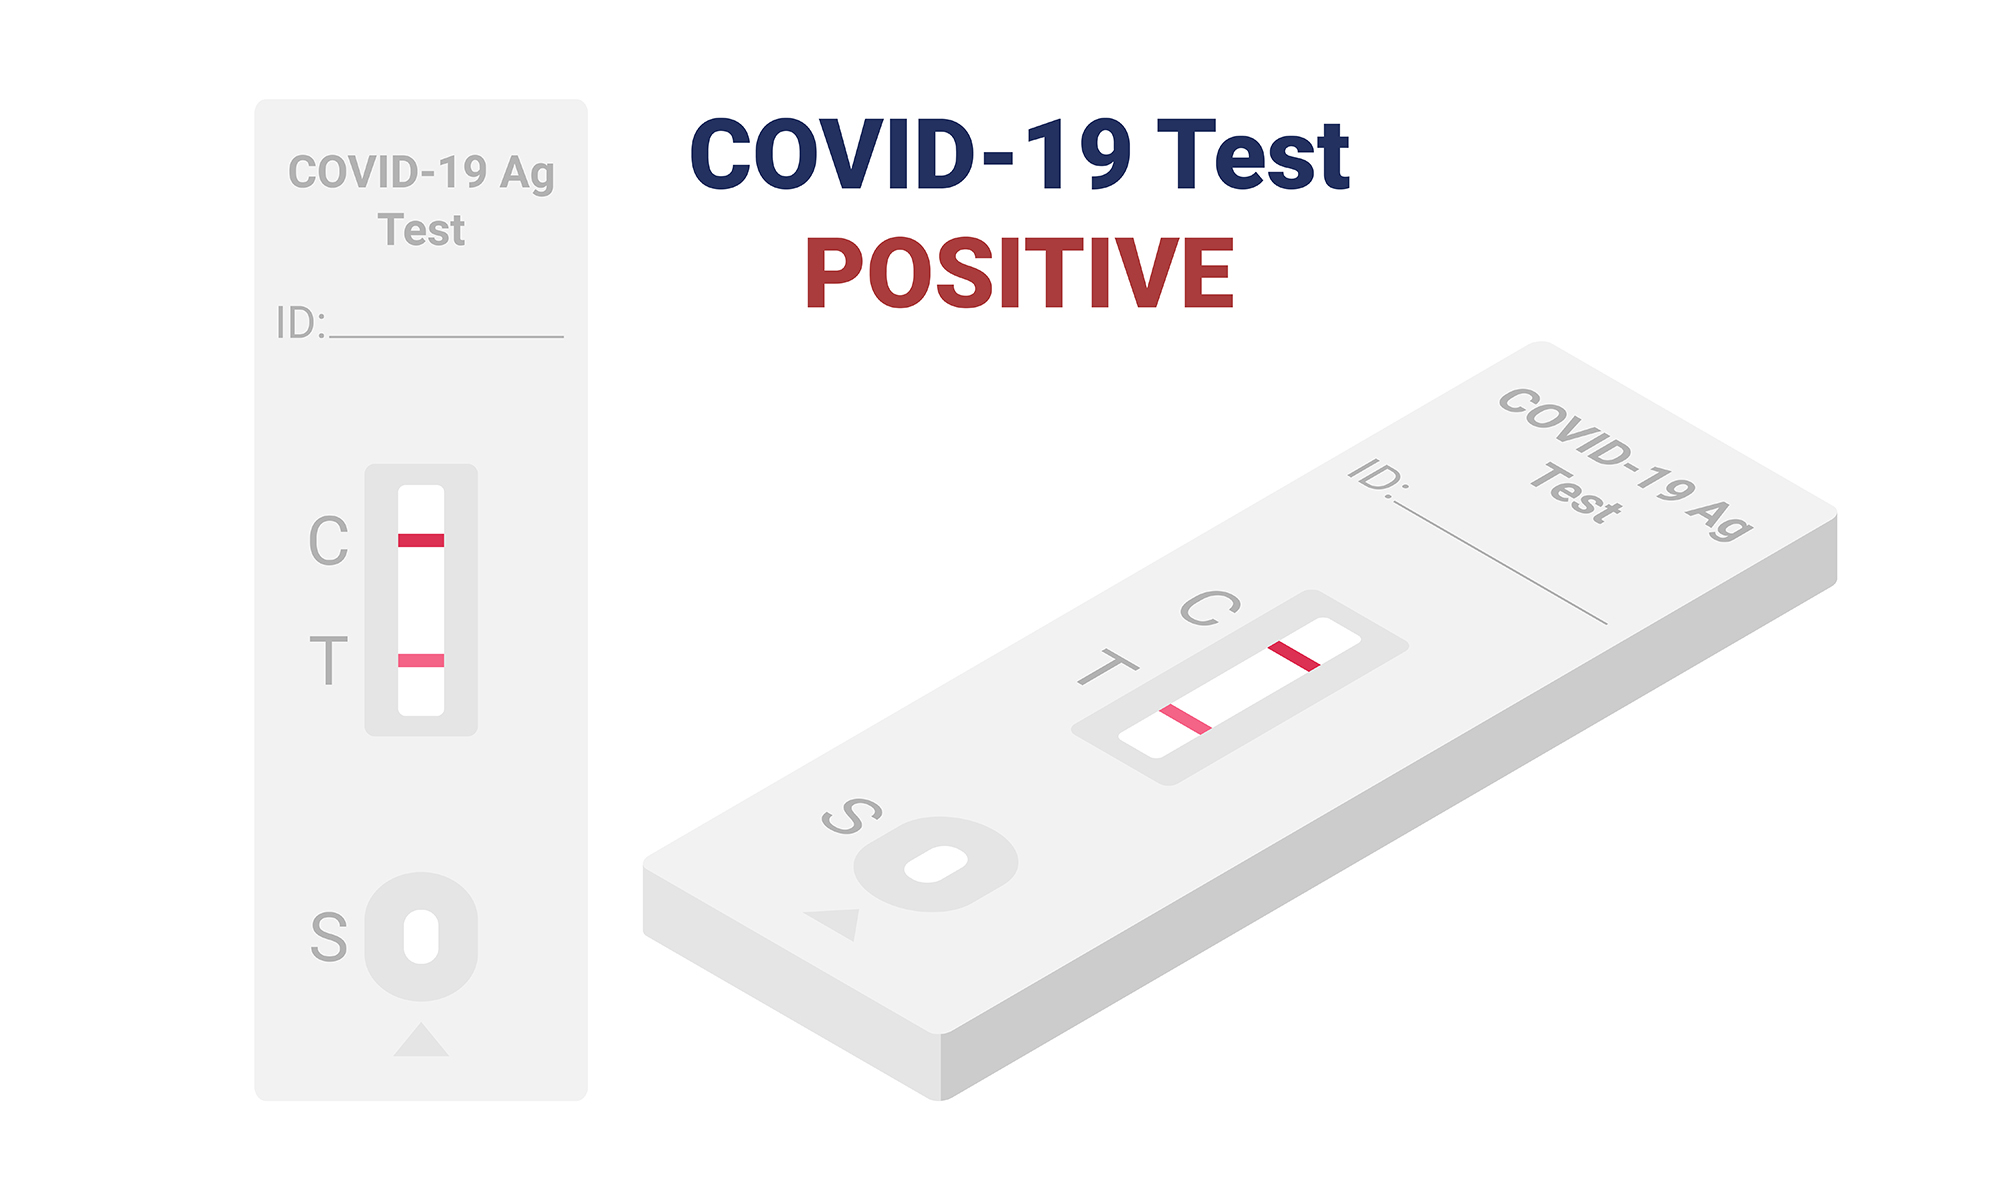 COVID-19 Ag
Test
ID:
C
T
S
COVID-19 Test
POSITIVE
COVID-19 Ag
Test
ID:
C
T
S